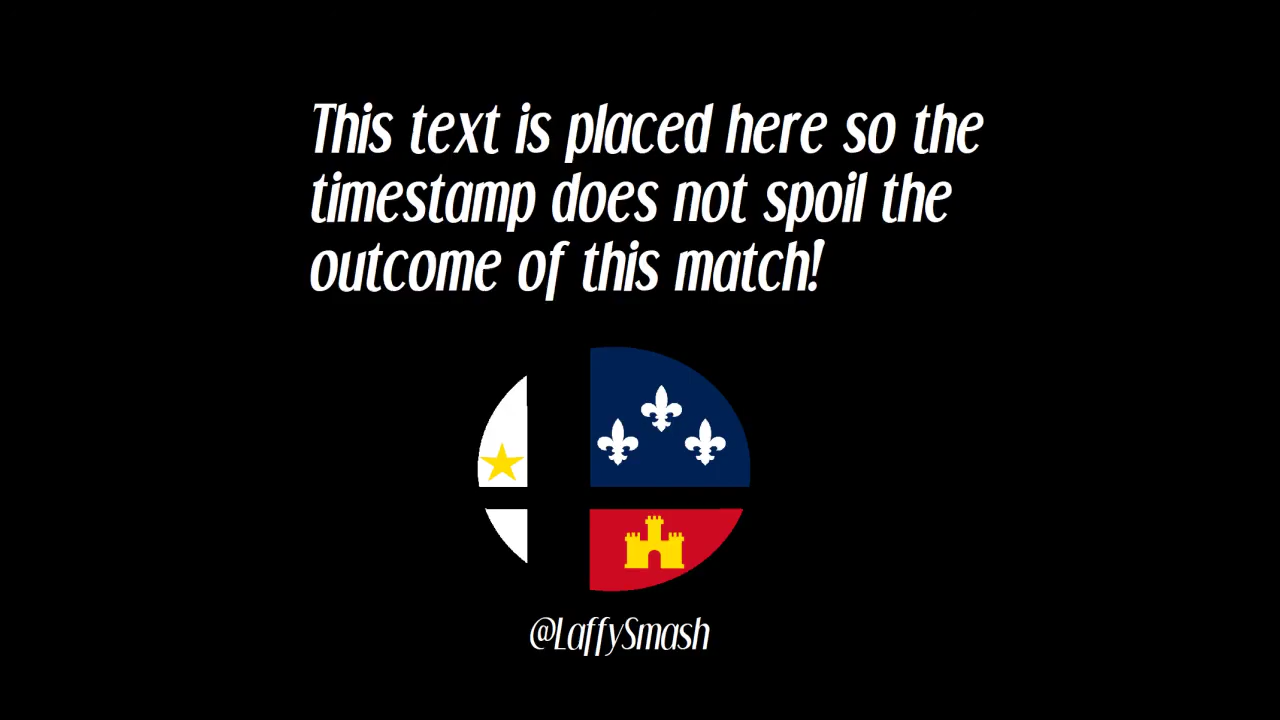 This text is placed here so the
timestamp does not spoil the
outcome of this match!
@LaffySmash